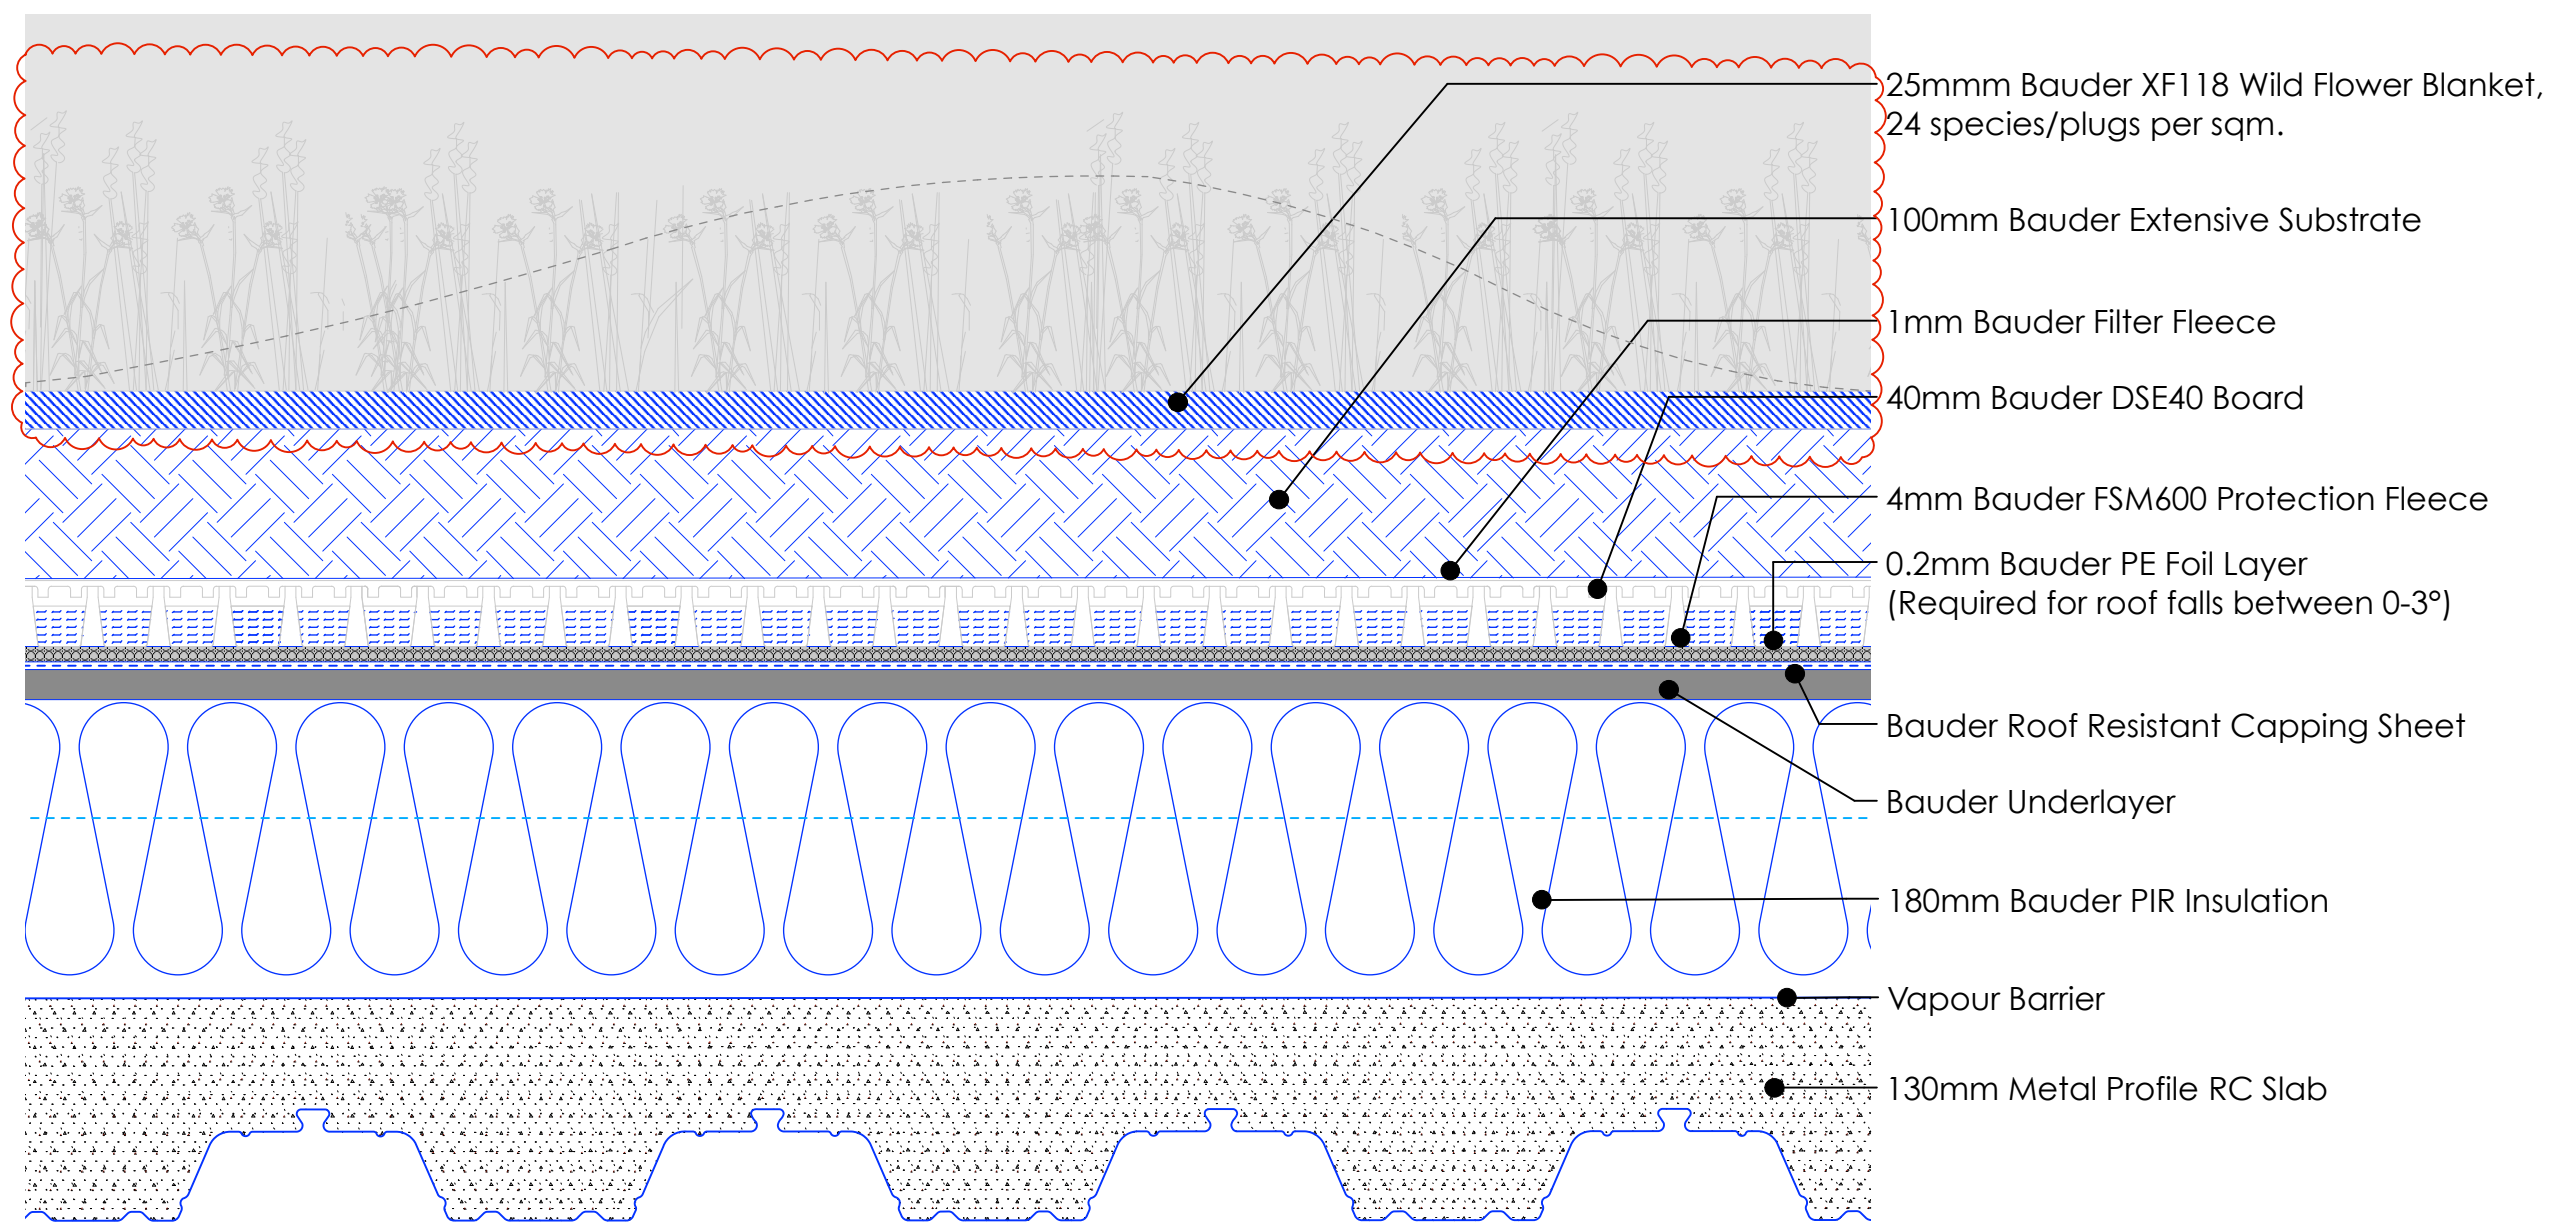 25mmm Bauder XF118 Wild Flower Blanket,
24 species/plugs per sqm.
100mm Bauder Extensive Substrate
1mm Bauder Filter Fleece
40mm Bauder DSE40 Board
4mm Bauder FSM600 Protection Fleece
0.2mm Bauder PE Foil Layer
(Required for roof falls between 0-3°)
Bauder Roof Resistant Capping Sheet
Bauder Underlayer
180mm Bauder PIR Insulation
Vapour Barrier
130mm Metal Profile RC Slab